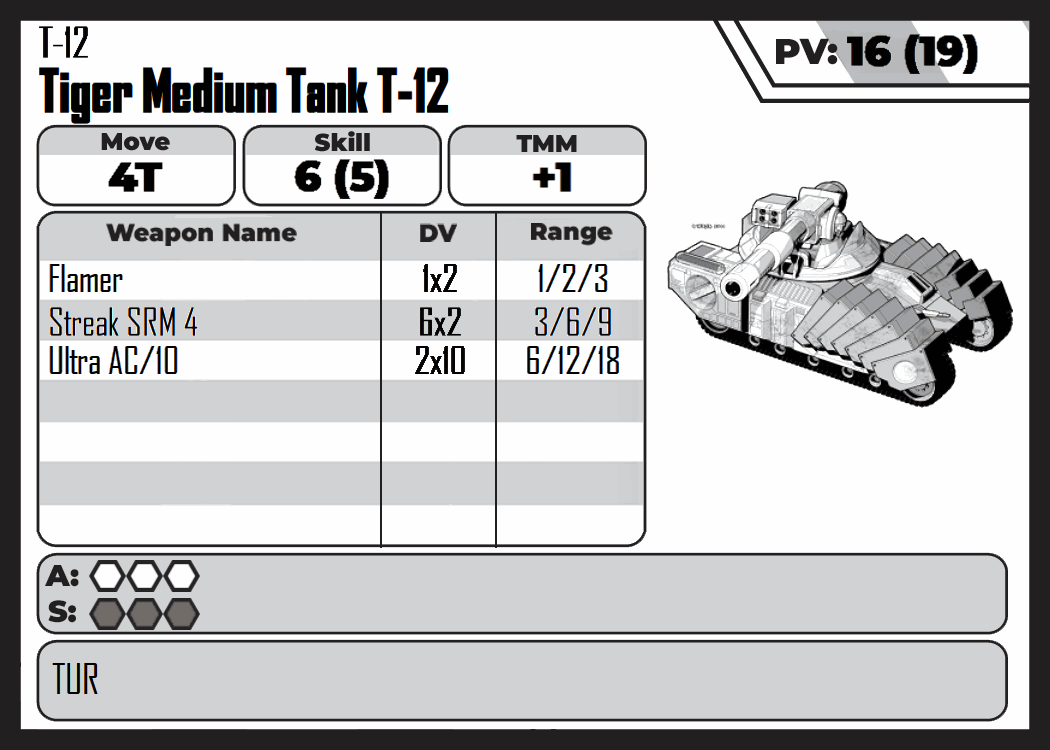 T-12
Tiger Medium Tank T-12
PV: 16 (19)
Move Skill TMM
4T 6 (5) +1
Weapon Name DV Range
Flamer 1x2 1/2/3
Streak SRM 4 6x2 3/6/9
Ultra AC/10 2x10 6/12/18
A:
S:
TUR